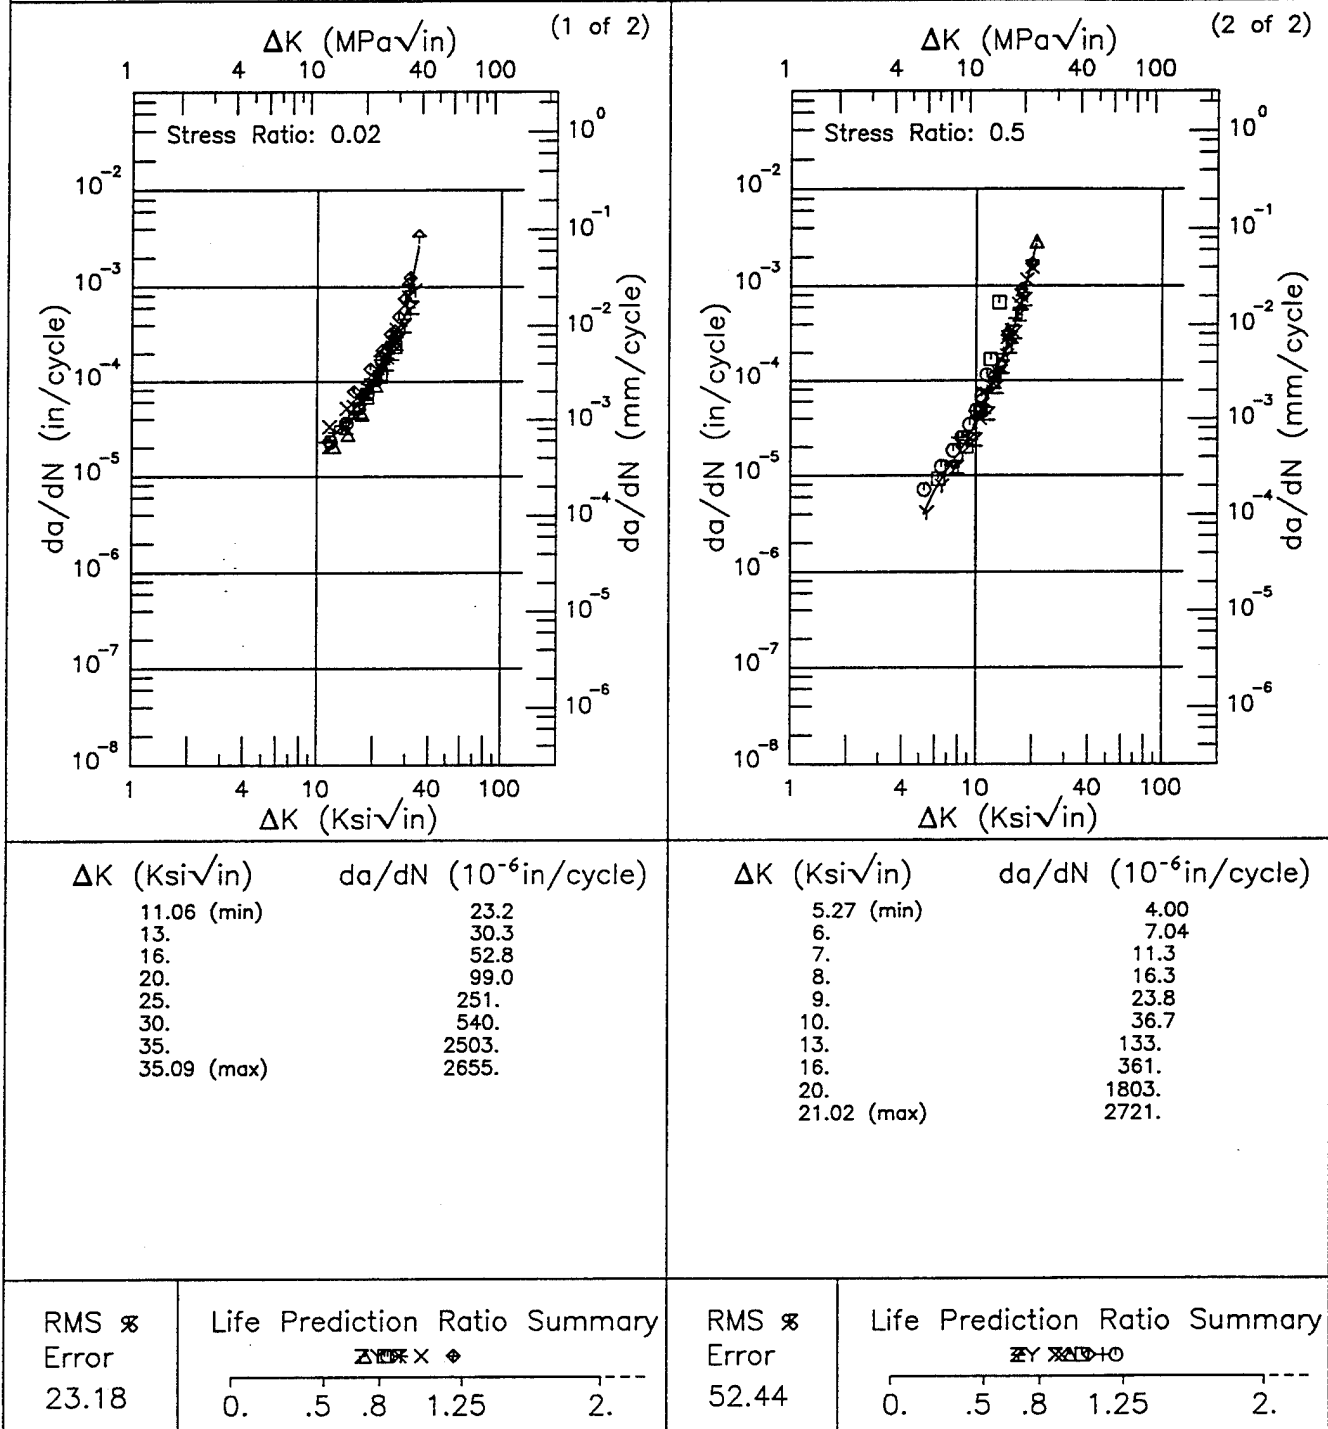 (1 of 2)
ΔK (MPa√in)
1 4 10 40 100
Stress Ratio: 0.02
10⁰
10⁻¹
10⁻²
10⁻³
10⁻⁴
10⁻⁵
10⁻⁶
da/dN (mm/cycle)
10⁻²
10⁻³
10⁻⁴
10⁻⁵
10⁻⁶
10⁻⁷
10⁻⁸
da/dN (in/cycle)
1 4 10 40 100
ΔK (Ksi√in)
ΔK (Ksi√in) da/dN (10⁻⁶in/cycle)
11.06 (min) 23.2
13. 30.3
16. 52.8
20. 99.0
25. 251.
30. 540.
35. 2503.
35.09 (max) 2655.
RMS %
Error
23.18
Life Prediction Ratio Summary
0. .5 .8 1.25 2.
(2 of 2)
ΔK (MPa√in)
1 4 10 40 100
Stress Ratio: 0.5
10⁰
10⁻¹
10⁻²
10⁻³
10⁻⁴
10⁻⁵
10⁻⁶
da/dN (mm/cycle)
10⁻²
10⁻³
10⁻⁴
10⁻⁵
10⁻⁶
10⁻⁷
10⁻⁸
da/dN (in/cycle)
1 4 10 40 100
ΔK (Ksi√in)
ΔK (Ksi√in) da/dN (10⁻⁶in/cycle)
5.27 (min) 4.00
6. 7.04
7. 11.3
8. 16.3
9. 23.8
10. 36.7
13. 133.
16. 361.
20. 1803.
21.02 (max) 2721.
RMS %
Error
52.44
Life Prediction Ratio Summary
0. .5 .8 1.25 2.